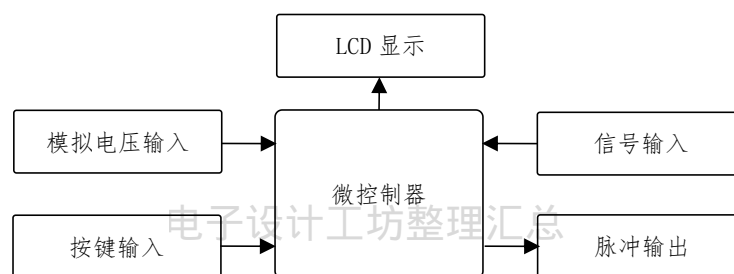 LCD 显示
模拟电压输入
信号输入
微控制器
电子设计工坊整理汇总
按键输入
脉冲输出